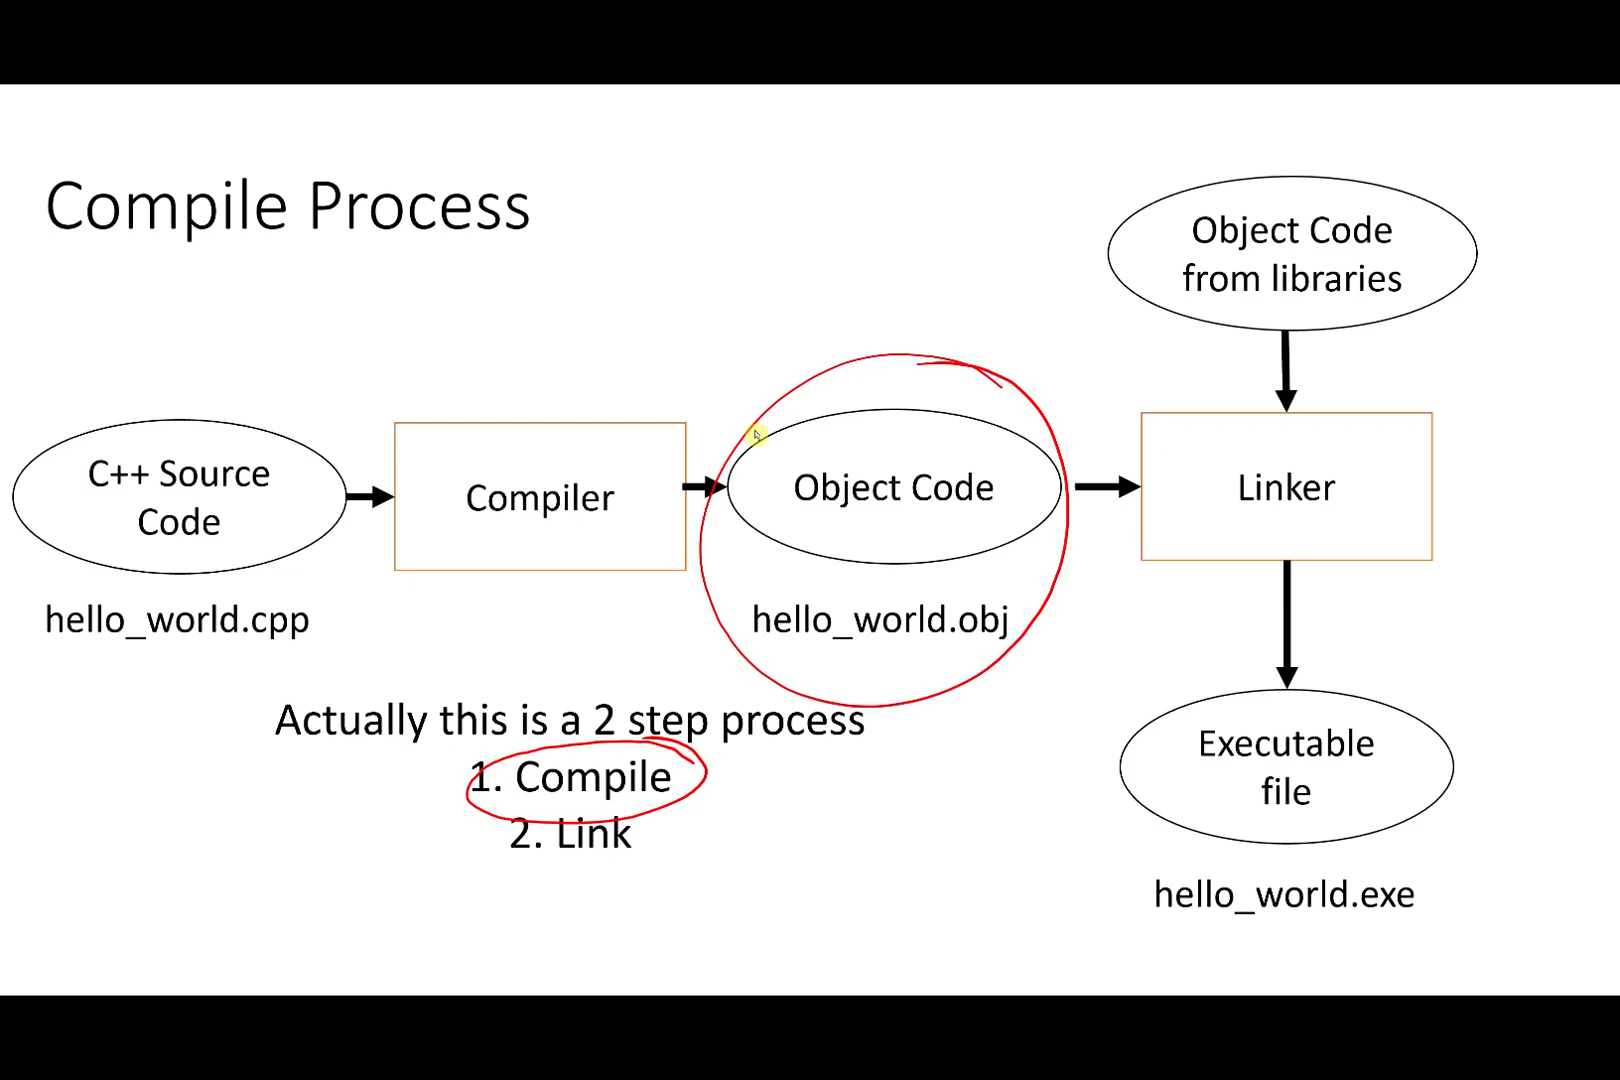 Compile Process
Object Code
from libraries
C++ Source
Code
Compiler
Object Code
Linker
hello_world.cpp
hello_world.obj
Actually this is a 2 step process
1. Compile
2. Link
Executable
file
hello_world.exe